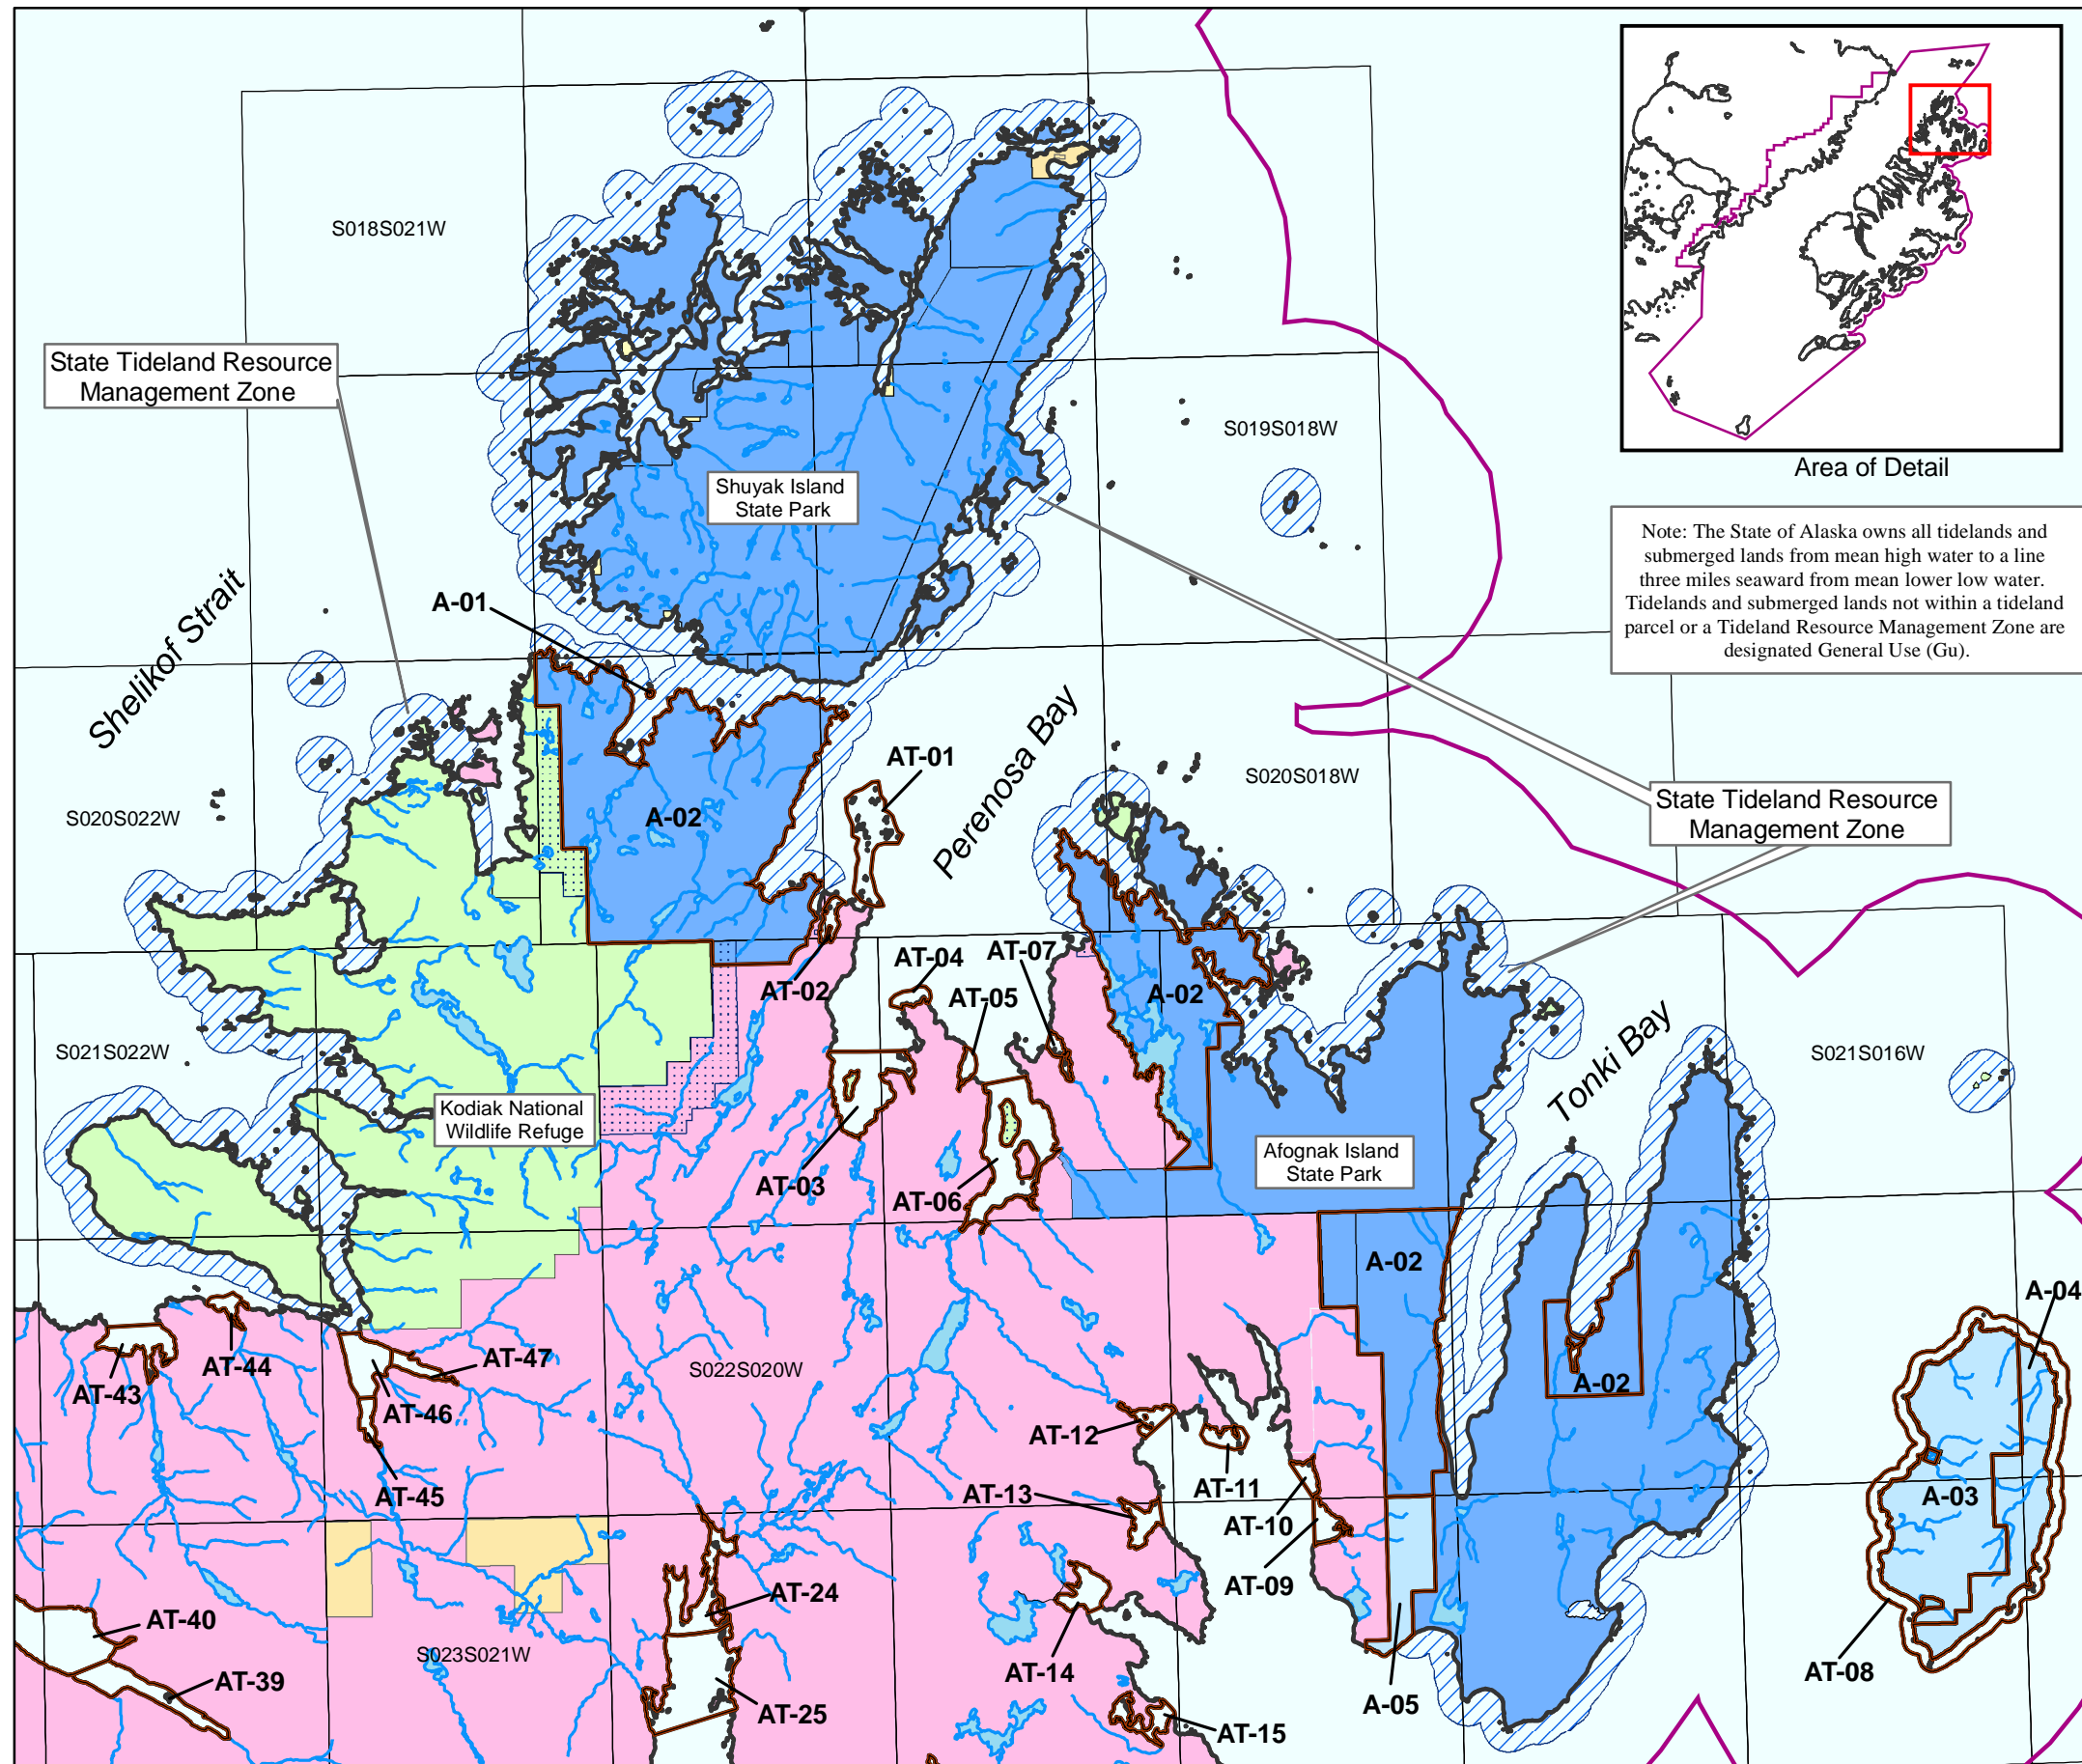 S018S021W
State Tideland Resource
Management Zone
Area of Detail
S019S018W
Shuyak Island
State Park
Note: The State of Alaska owns all tidelands and
submerged lands from mean high water to a line
three miles seaward from mean lower low water.
Tidelands and submerged lands not within a tideland
parcel or a Tideland Resource Management Zone are
designated General Use (Gu).
A-01
Shelikof Strait
Perenosa Bay
AT-01
S020S018W
State Tideland Resource
Management Zone
S020S022W
A-02
AT-04
AT-07
AT-02
AT-05
A-02
Tonki Bay
S021S022W
S021S016W
Kodiak National
Wildlife Refuge
Afognak Island
State Park
AT-03
AT-06
A-02
A-04
AT-47
AT-44
AT-43
S022S020W
A-02
AT-46
AT-12
AT-11
AT-45
AT-13
A-03
AT-10
AT-09
AT-24
AT-40
S023S021W
AT-14
AT-08
AT-39
A-05
AT-25
AT-15